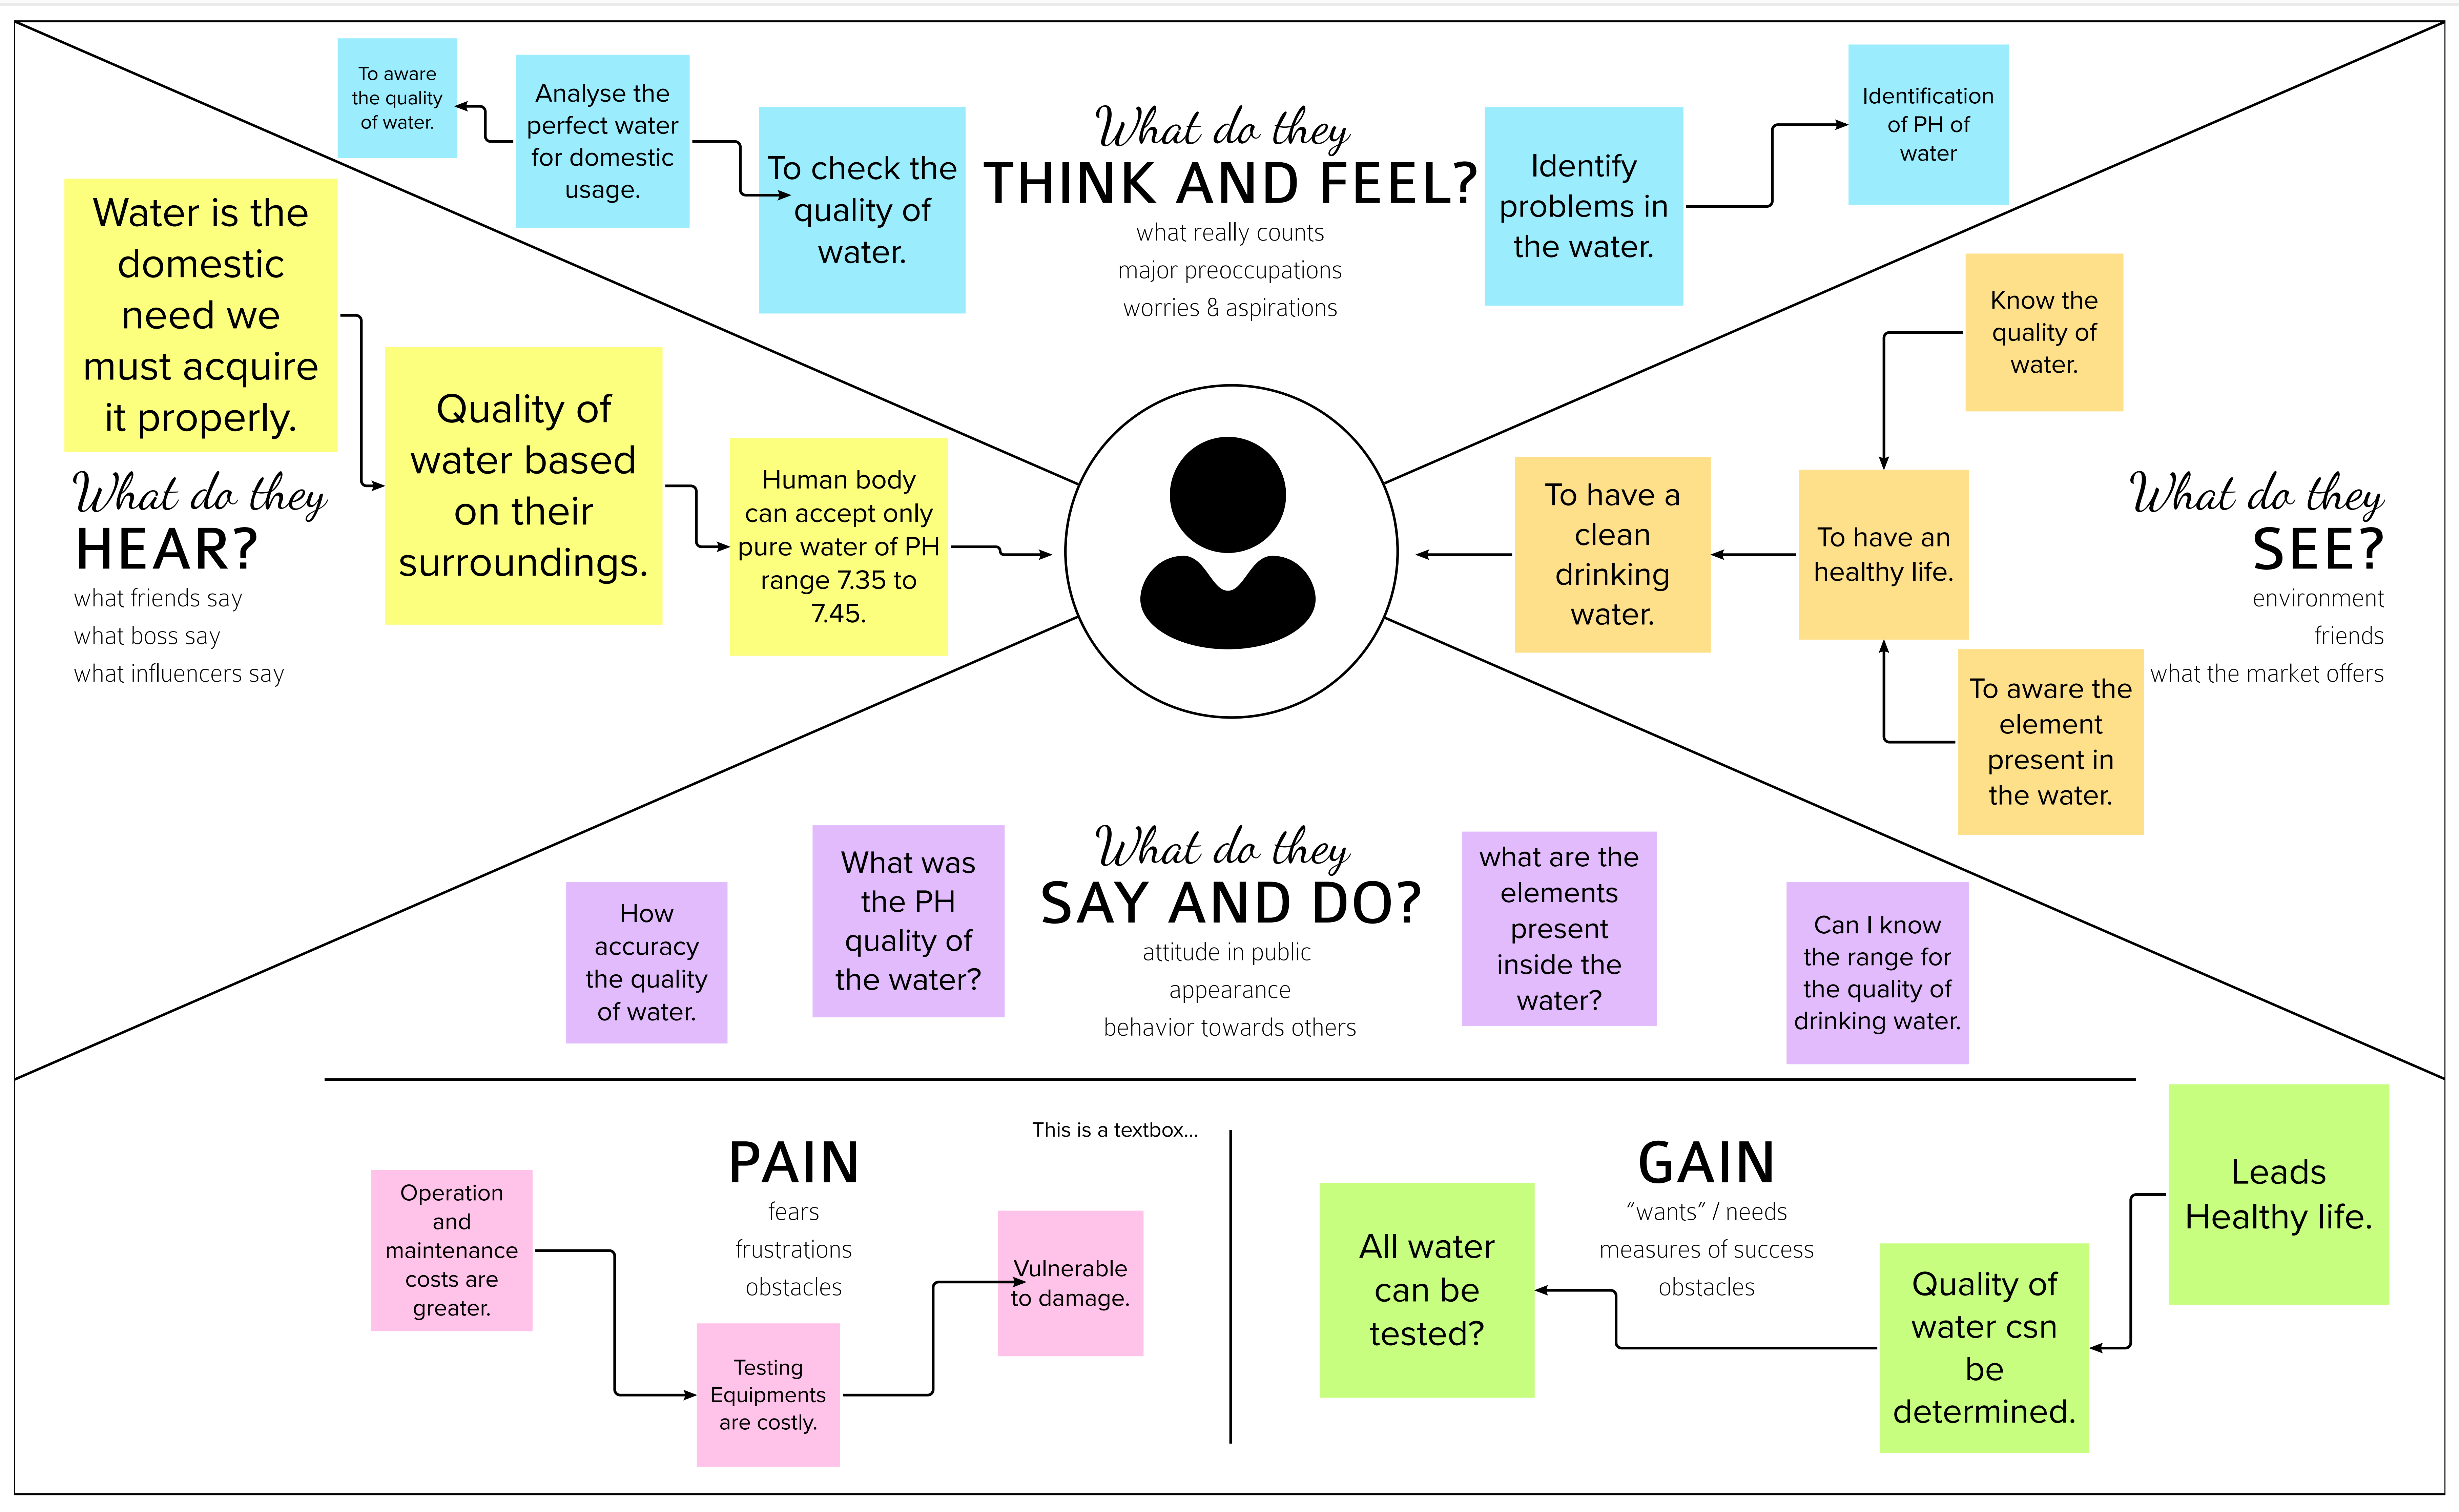 To aware
the quality
of water.
Analyse the
perfect water
for domestic
usage.
To check the
quality of
water.
What do they
THINK AND FEEL?
what really counts
major preoccupations
worries & aspirations
Identify
problems in
the water.
Identification
of PH of
water
Water is the
domestic
need we
must acquire
it properly.
Quality of
water based
on their
surroundings.
Human body
can accept only
pure water of PH
range 7.35 to
7.45.
What do they
HEAR?
what friends say
what boss say
what influencers say
Know the
quality of
water.
To have a
clean
drinking
water.
To have an
healthy life.
What do they
SEE?
environment
friends
what the market offers
To aware the
element
present in
the water.
How
accuracy
the quality
of water.
What was
the PH
quality of
the water?
What do they
SAY AND DO?
attitude in public
appearance
behavior towards others
what are the
elements
present
inside the
water?
Can I know
the range for
the quality of
drinking water.
This is a textbox...
PAIN
fears
frustrations
obstacles
Operation
and
maintenance
costs are
greater.
Testing
Equipments
are costly.
Vulnerable
to damage.
GAIN
“wants” / needs
measures of success
obstacles
All water
can be
tested?
Quality of
water csn
be
determined.
Leads
Healthy life.